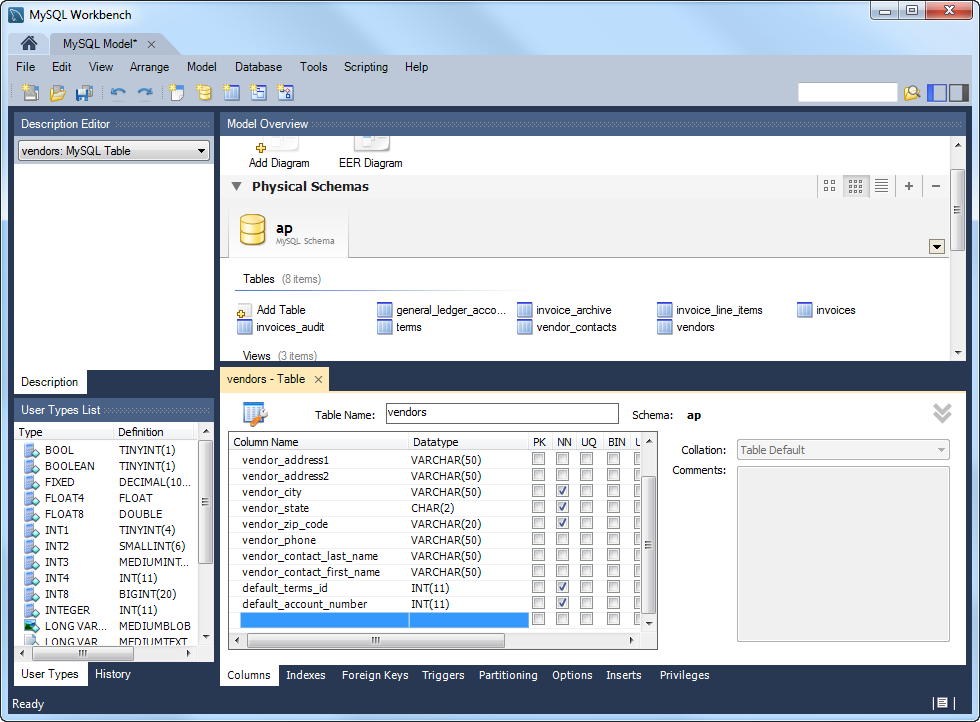 MySQL Workbench
MySQL Model*
File Edit View Arrange Model Database Tools Scripting Help
Description Editor
vendors: MySQL Table
Description
User Types List
Type Definition
BOOL TINYINT(1)
BOOLEAN TINYINT(1)
FIXED DECIMAL(10...
FLOAT4 FLOAT
FLOAT8 DOUBLE
INT1 TINYINT(4)
INT2 SMALLINT(6)
INT3 MEDIUMINT...
INT4 INT(11)
INT8 BIGINT(20)
INTEGER INT(11)
LONG VAR... MEDIUMBLOB
LONG VAR MEDIUMTEXT
User Types History
Model Overview
Add Diagram EER Diagram
Physical Schemas
ap
MySQL Schema
Tables (8 items)
Add Table general_ledger_acco... invoice_archive invoice_line_items invoices
invoices_audit terms vendor_contacts vendors
Views (3 items)
vendors - Table
Table Name: vendors Schema: ap
Column Name Datatype PK NN UQ BIN U
vendor_address1 VARCHAR(50)
vendor_address2 VARCHAR(50)
vendor_city VARCHAR(50)
vendor_state CHAR(2)
vendor_zip_code VARCHAR(20)
vendor_phone VARCHAR(50)
vendor_contact_last_name VARCHAR(50)
vendor_contact_first_name VARCHAR(50)
default_terms_id INT(11)
default_account_number INT(11)
Collation: Table Default
Comments:
Columns Indexes Foreign Keys Triggers Partitioning Options Inserts Privileges
Ready